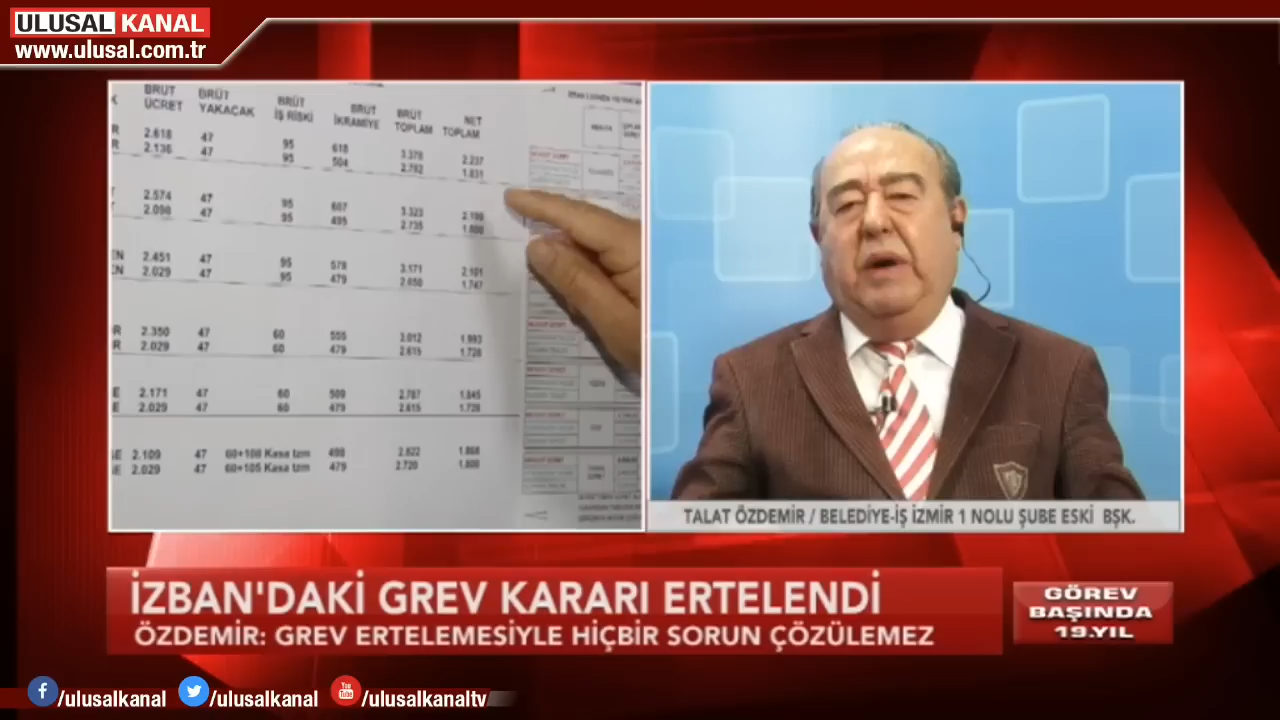 ULUSAL KANAL
www.ulusal.com.tr
BRÜT ÜCRET BRÜT YAKACAK BRÜT İŞ RİSKİ BRÜT İKRAMİYE BRÜT TOPLAM NET TOPLAM
R 2.618 47 95 618 3.378 2.237
R 2.136 47 95 504 2.782 1.831
2.574 47 95 607 3.323
2.098 47 95 495 2.735 1.800
EN 2.451 47 95 578 3.171 2.101
2.029 47 95 479 2.650 1.747
R 2.350 47 60 555 3.012 1.993
R 2.029 47 60 479 2.615 1.728
E 2.171 47 60 509 2.787 1.845
E 2.029 47 60 479 2.615 1.728
GE 2.109 47 Kasa tzm 498 2.822 1.868
GE 2.029 47 60+105 Kasa tzm 479 2.720 1.800
TALAT ÖZDEMİR / BELEDİYE-İŞ İZMİR 1 NOLU ŞUBE ESKİ BŞK.
İZBAN'DAKİ GREV KARARI ERTELENDİ
ÖZDEMİR: GREV ERTELEMESİYLE HİÇBİR SORUN ÇÖZÜLEMEZ
GÖREV
BAŞINDA
19.YIL
/ulusalkanal /ulusalkanal You Tube /ulusalkanaltv